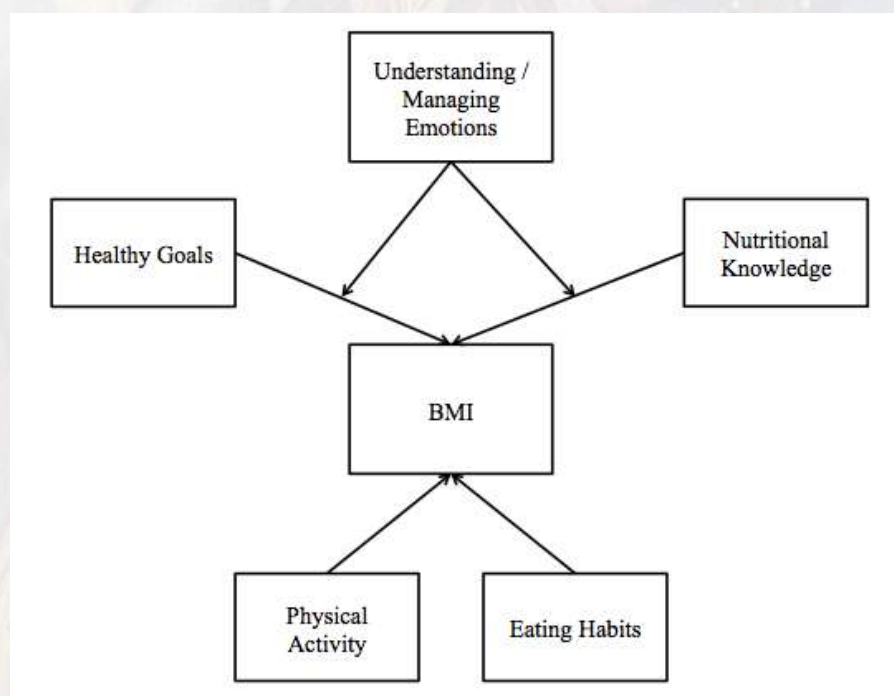 Understanding /
Managing
Emotions
Healthy Goals
Nutritional
Knowledge
BMI
Physical
Activity
Eating Habits